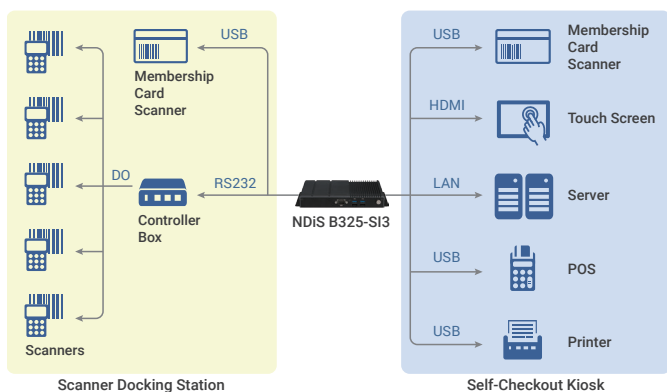 USB
Membership
Card
Scanner
DO
RS232
Controller
Box
Scanners
Scanner Docking Station
NDiS B325-SI3
USB
Membership
Card
Scanner
HDMI
Touch Screen
LAN
Server
USB
POS
USB
Printer
Self-Checkout Kiosk